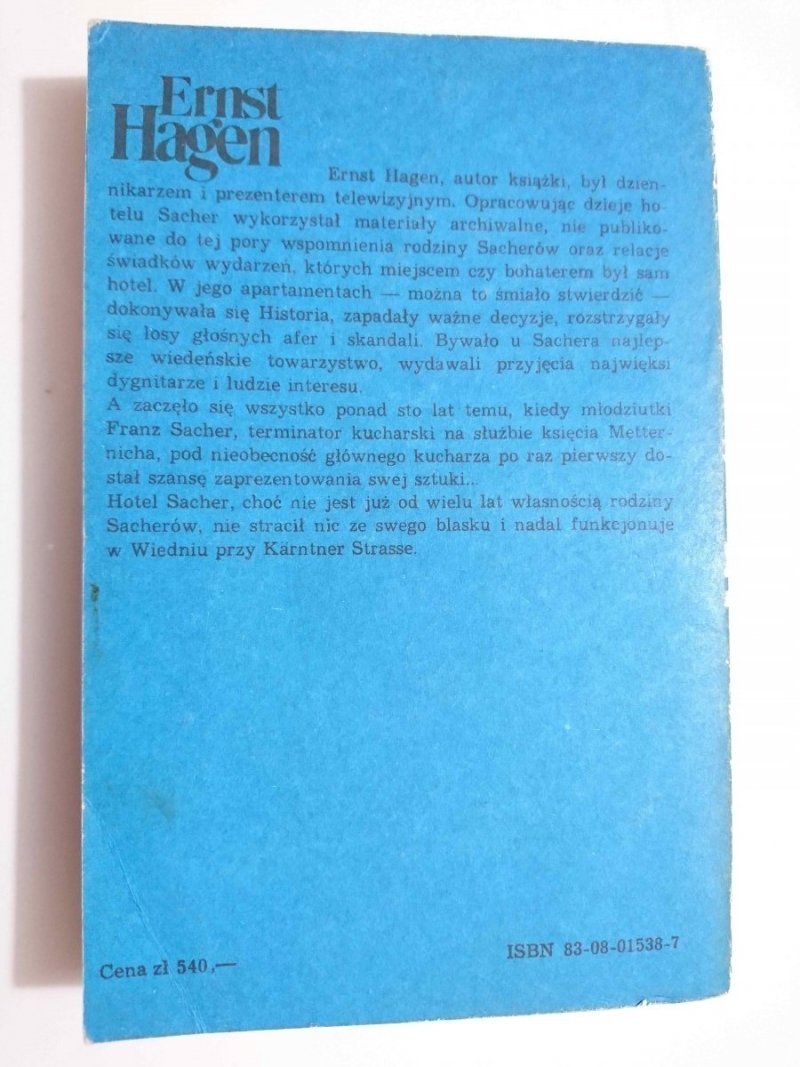 Ernst
Hagen
Ernst Hagen, autor książki, był dzien-
nikarzem i prezenterem telewizyjnym. Opracowując dzieje ho-
telu Sacher wykorzystał materiały archiwalne, nie publiko-
wane do tej pory wspomnienia rodziny Sacherów oraz relacje
świadków wydarzeń, których miejscem czy bohaterem był sam
hotel. W jego apartamentach — można to śmiało stwierdzić —
dokonywała się Historia, zapadały ważne decyzje, rozstrzygały
się losy głośnych afer i skandali. Bywało u Sachera najlep-
sze wiedeńskie towarzystwo, wydawali przyjęcia najwięksi
dygnitarze i ludzie interesu.
A zaczęło się wszystko ponad sto lat temu, kiedy młodziutki
Franz Sacher, terminator kucharski na służbie księcia Metter-
nicha, pod nieobecność głównego kucharza po raz pierwszy do-
stał szansę zaprezentowania swej sztuki...
Hotel Sacher, choć nie jest już od wielu lat własnością rodziny
Sacherów, nie stracił nic ze swego blasku i nadal funkcjonuje
w Wiedniu przy Kärntner Strasse.
ISBN 83-08-01538-7
Cena zł 540,—